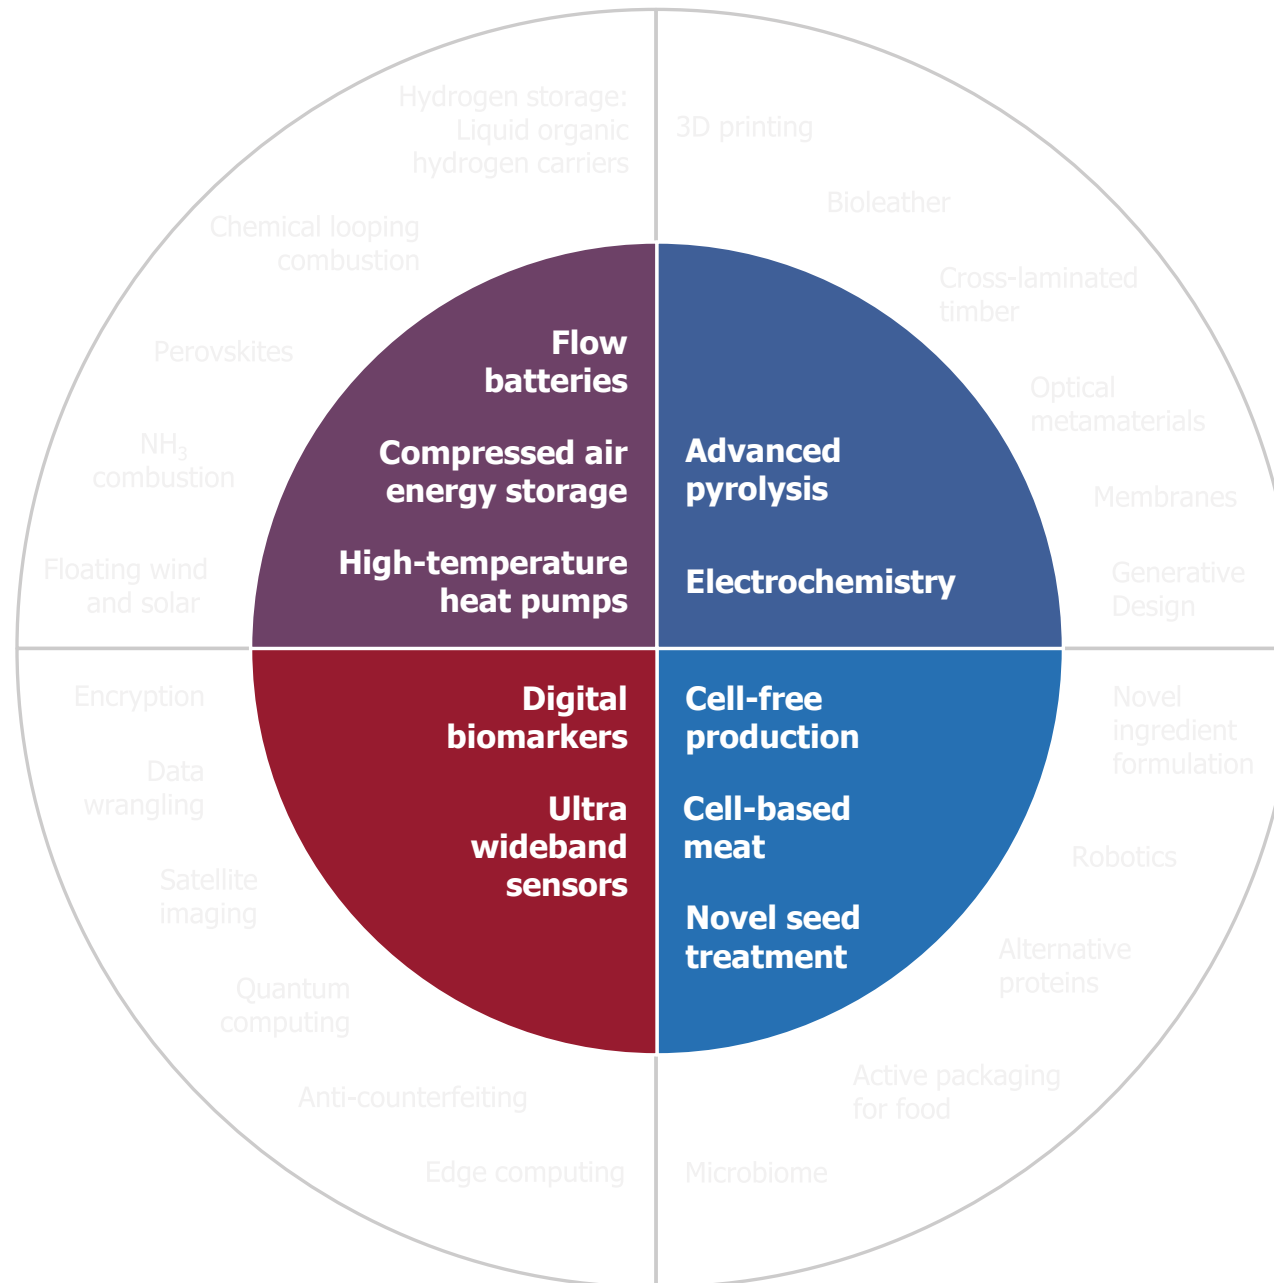 Hydrogen storage:
Liquid organic
hydrogen carriers
Chemical looping
combustion
Perovskites
NH₃
combustion
Floating wind
and solar
3D printing
Bioleather
Cross-laminated
timber
Optical
metamaterials
Membranes
Generative
Design
Flow
batteries
Compressed air
energy storage
High-temperature
heat pumps
Advanced
pyrolysis
Electrochemistry
Digital
biomarkers
Ultra
wideband
sensors
Cell-free
production
Cell-based
meat
Novel seed
treatment
Encryption
Data
wrangling
Satellite
imaging
Quantum
computing
Anti-counterfeiting
Edge computing
Novel
ingredient
formulation
Robotics
Alternative
proteins
Active packaging
for food
Microbiome